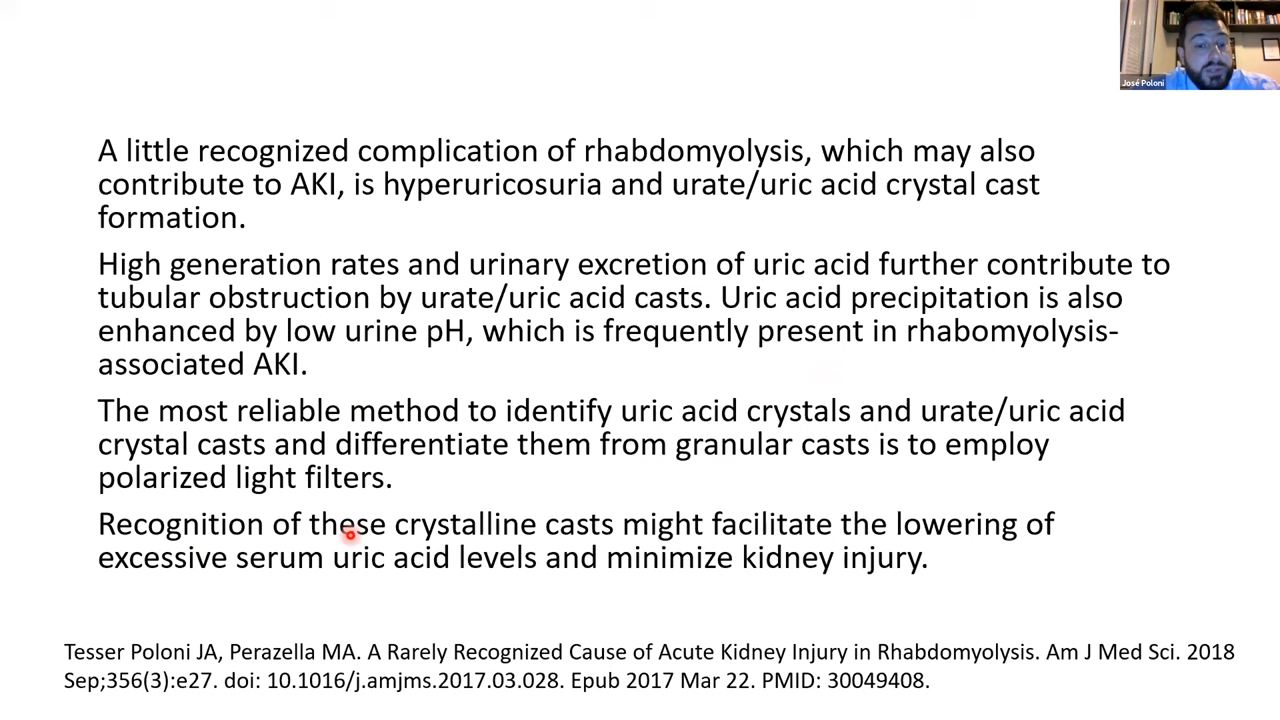 José Poloni
A little recognized complication of rhabdomyolysis, which may also
contribute to AKI, is hyperuricosuria and urate/uric acid crystal cast
formation.
High generation rates and urinary excretion of uric acid further contribute to
tubular obstruction by urate/uric acid casts. Uric acid precipitation is also
enhanced by low urine pH, which is frequently present in rhabomyolysis-
associated AKI.
The most reliable method to identify uric acid crystals and urate/uric acid
crystal casts and differentiate them from granular casts is to employ
polarized light filters.
Recognition of these crystalline casts might facilitate the lowering of
excessive serum uric acid levels and minimize kidney injury.
Tesser Poloni JA, Perazella MA. A Rarely Recognized Cause of Acute Kidney Injury in Rhabdomyolysis. Am J Med Sci. 2018
Sep;356(3):e27. doi: 10.1016/j.amjms.2017.03.028. Epub 2017 Mar 22. PMID: 30049408.